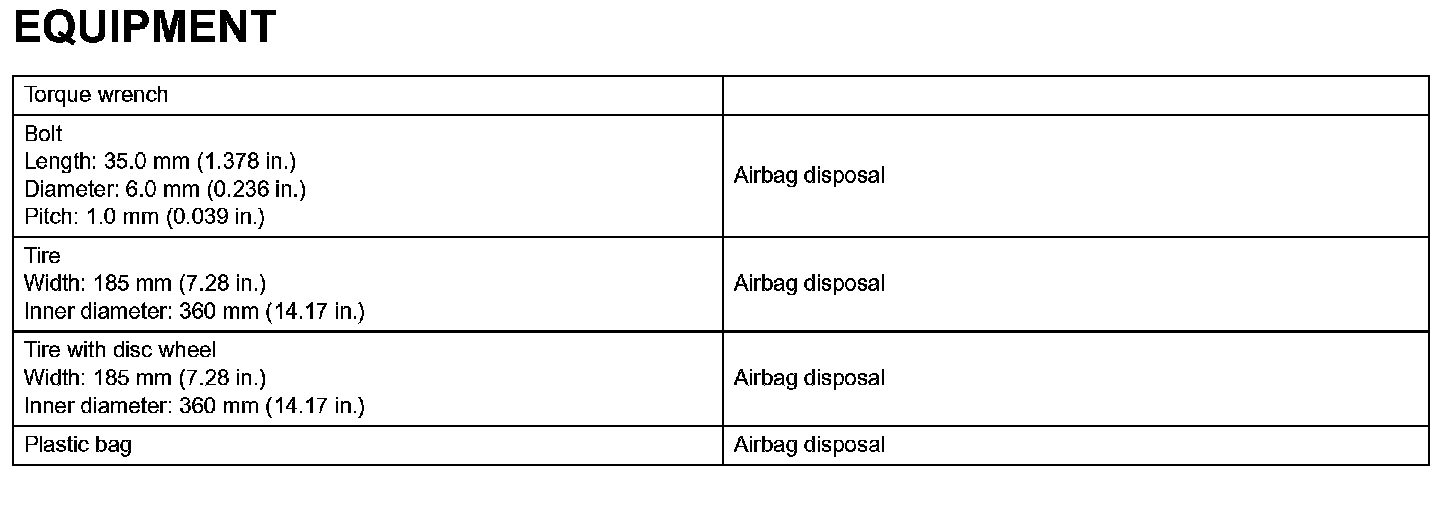 EQUIPMENT
Torque wrench
Bolt
Length: 35.0 mm (1.378 in.)
Diameter: 6.0 mm (0.236 in.)
Pitch: 1.0 mm (0.039 in.)
Airbag disposal
Tire
Width: 185 mm (7.28 in.)
Inner diameter: 360 mm (14.17 in.)
Airbag disposal
Tire with disc wheel
Width: 185 mm (7.28 in.)
Inner diameter: 360 mm (14.17 in.)
Airbag disposal
Plastic bag
Airbag disposal